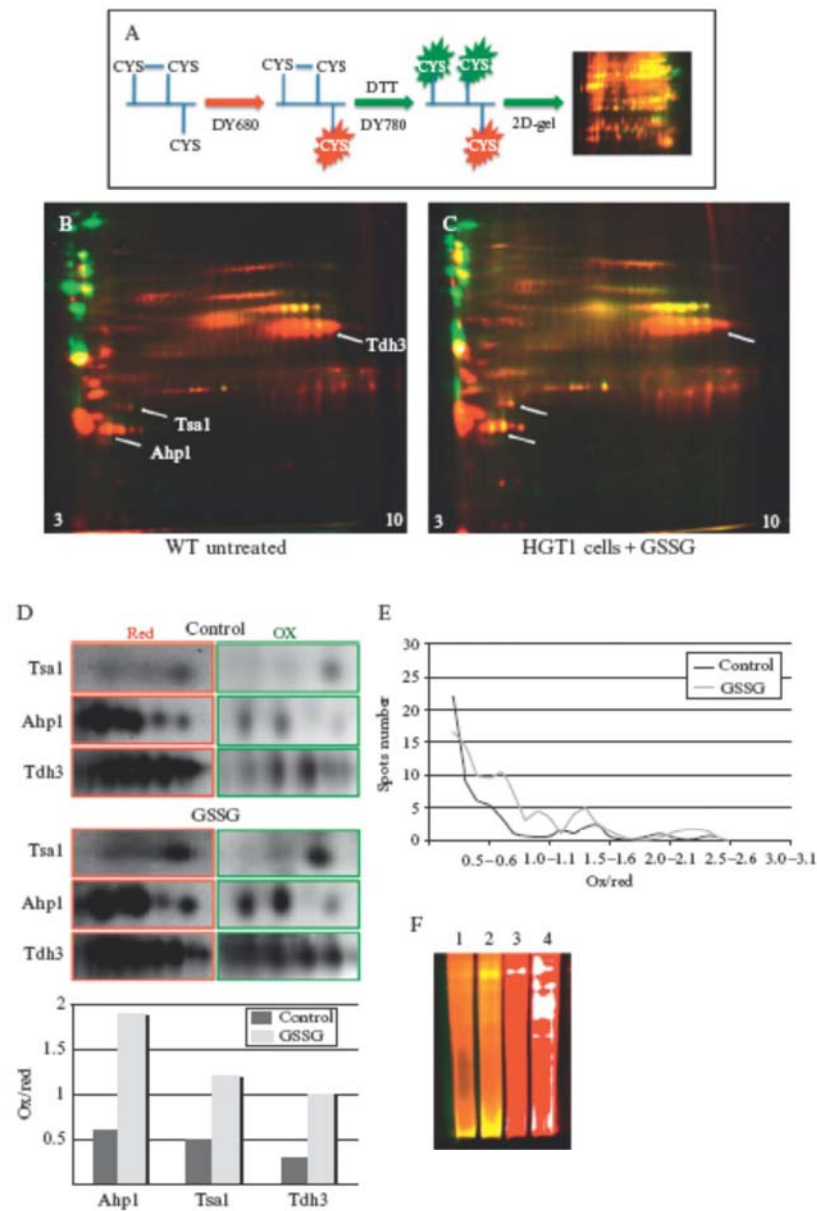 A
CYS CYS
CYS
DY680
CYS CYS
CYS
DTT
DY780
CYS CYS
CYS
2D-gel
B
Tdh3
Tsa1
Ahp1
3 10
WT untreated
C
3 10
HGT1 cells + GSSG
D
Control
Red OX
Tsa1
Ahp1
Tdh3
GSSG
Tsa1
Ahp1
Tdh3
2
1
0.5
Ox/red
Control
GSSG
Ahp1 Tsa1 Tdh3
E
30
25
20
15
10
5
0
Spots number
Control
GSSG
0.5–0.6 1.0–1.1 1.5–1.6 2.0–2.1 2.5–2.6 3.0–3.1
Ox/red
F
1 2 3 4